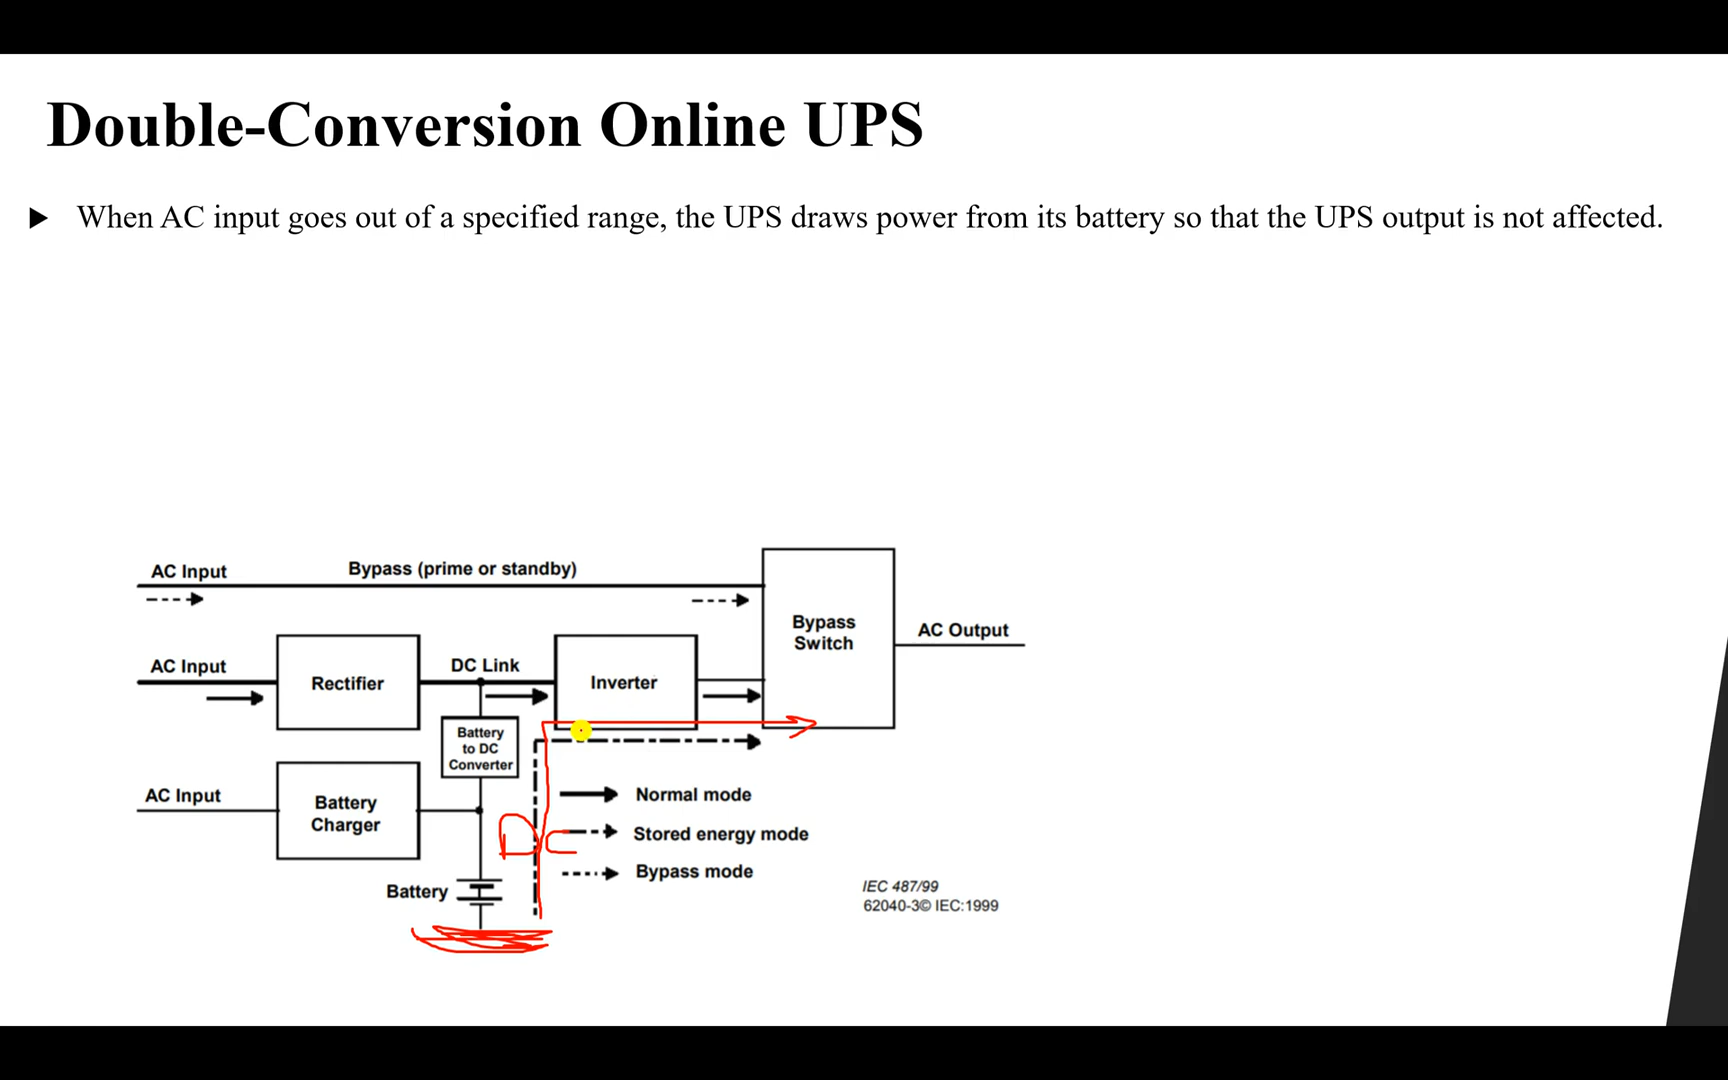 Double-Conversion Online UPS
When AC input goes out of a specified range, the UPS draws power from its battery so that the UPS output is not affected.
AC Input
Bypass (prime or standby)
Bypass
Switch
AC Output
AC Input
Rectifier
DC Link
Inverter
Battery
to DC
Converter
AC Input
Battery
Charger
Normal mode
DC
Stored energy mode
Bypass mode
Battery
IEC 487/99
62040-3© IEC:1999